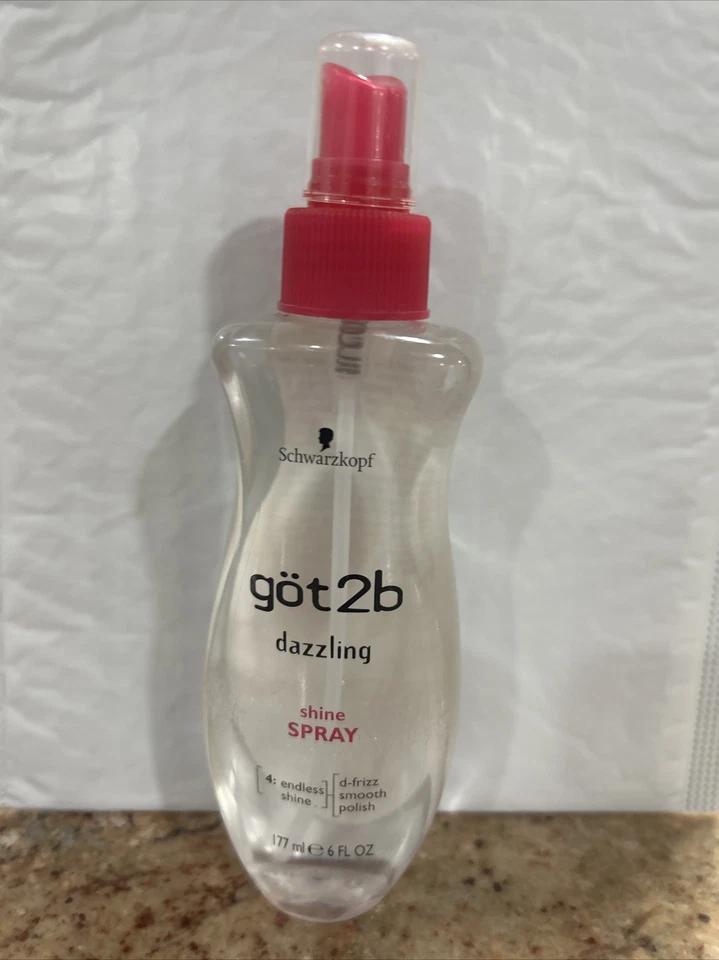 Schwarzkopf
göt2b
dazzling
shine
SPRAY
4: endless
shine
d-frizz
smooth
polish
177 ml ℮ 6 FL OZ